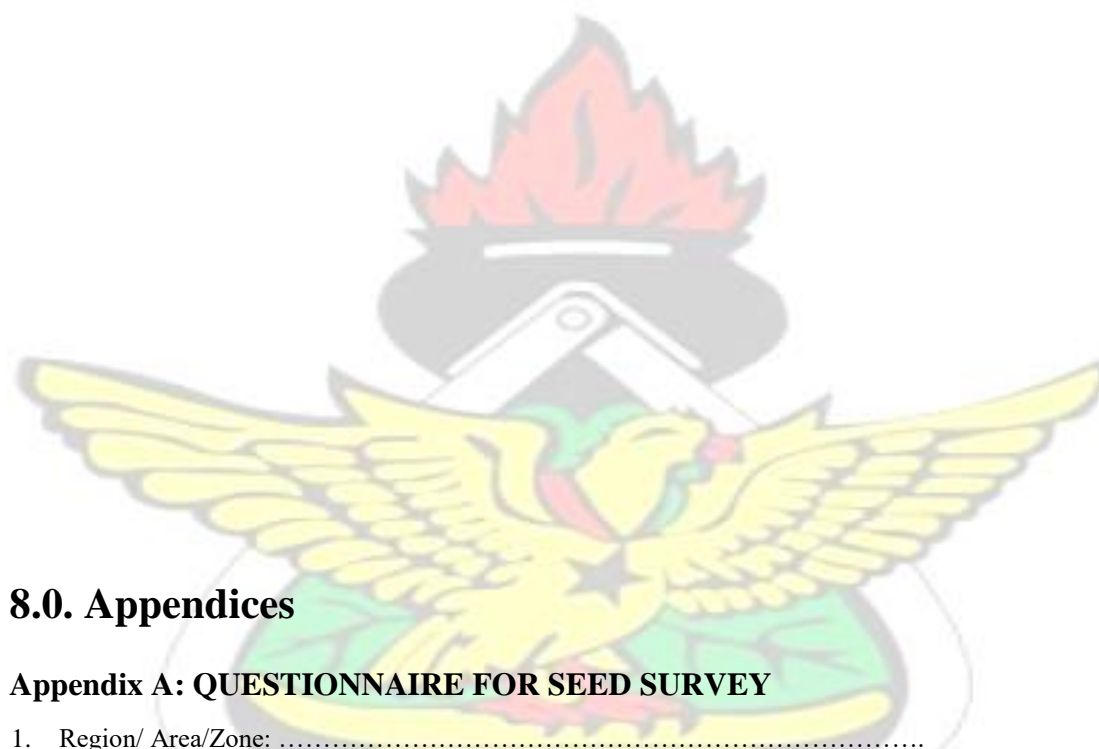 8.0. Appendices
Appendix A: QUESTIONNAIRE FOR SEED SURVEY
1. Region/ Area/Zone: ……………………………………………………………….